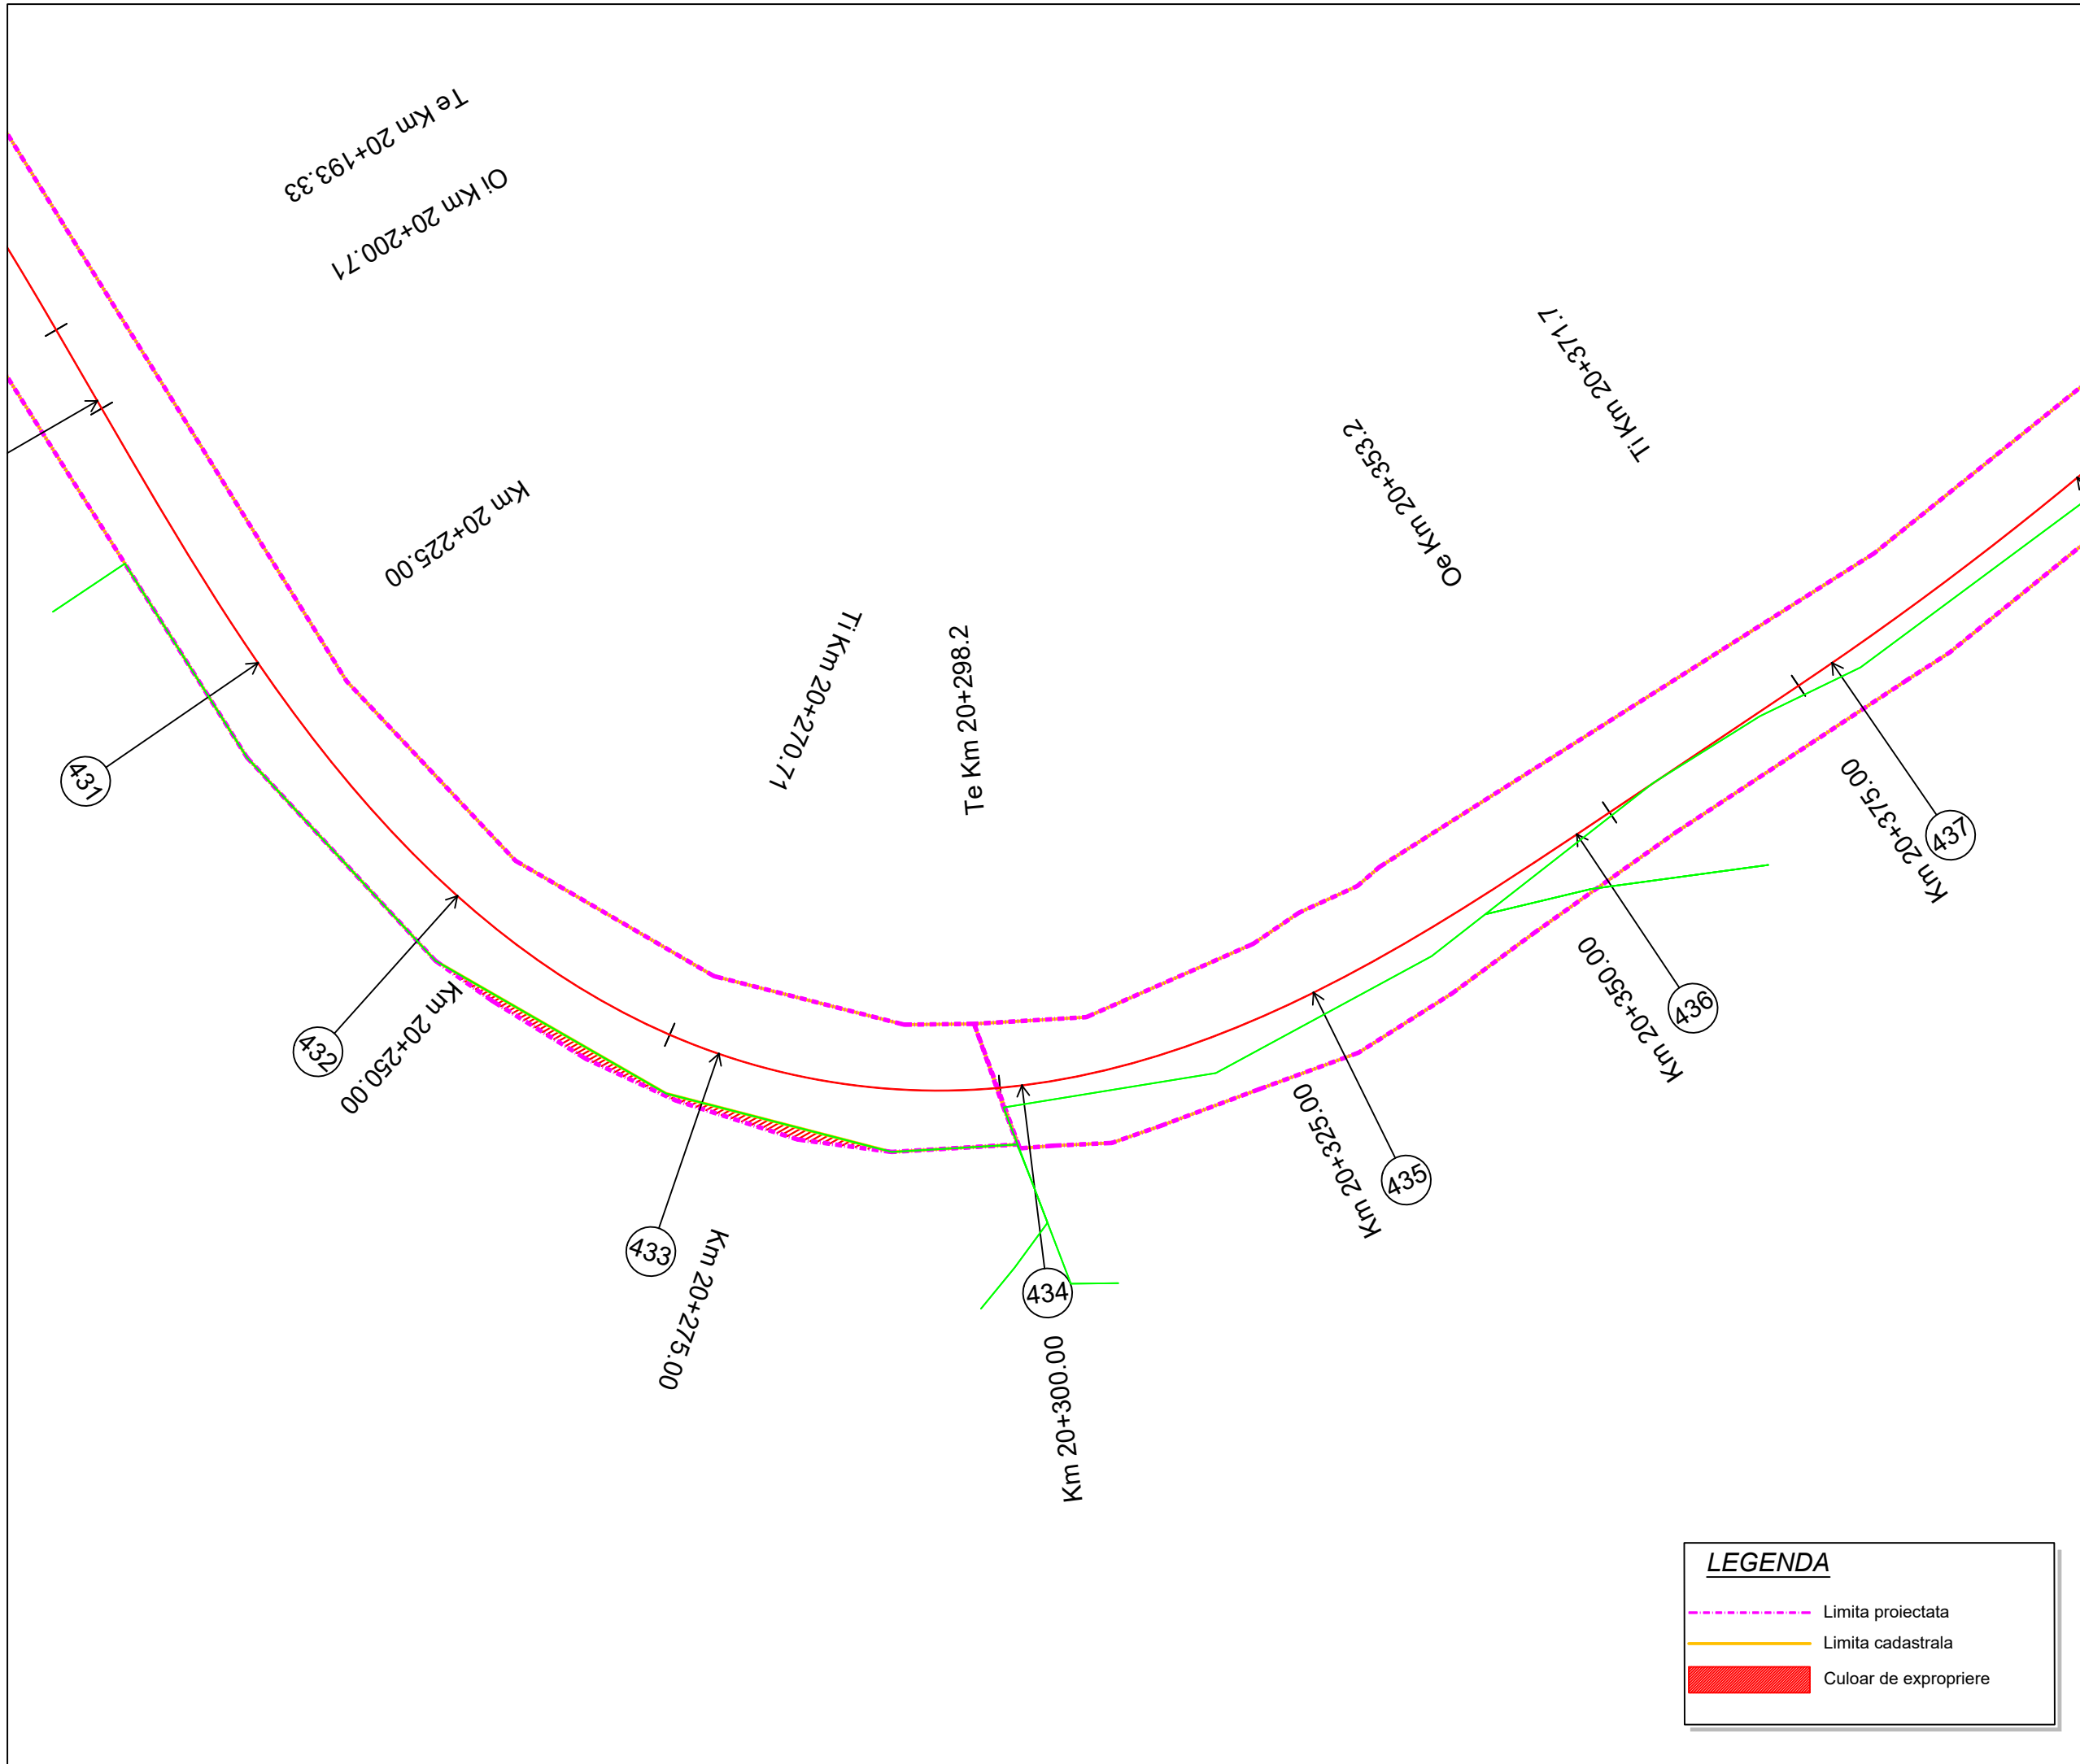 Te Km 20+193.33
Oi Km 20+200.71
Km 20+225.00
Ti Km 20+270.71
Te Km 20+298.2
Oe Km 20+353.2
Ti Km 20+371.7
431
432
Km 20+250.00
433
Km 20+275.00
434
Km 20+300.00
435
Km 20+325.00
436
Km 20+350.00
437
Km 20+375.00
LEGENDA
Limita proiectata
Limita cadastrala
Culoar de expropriere